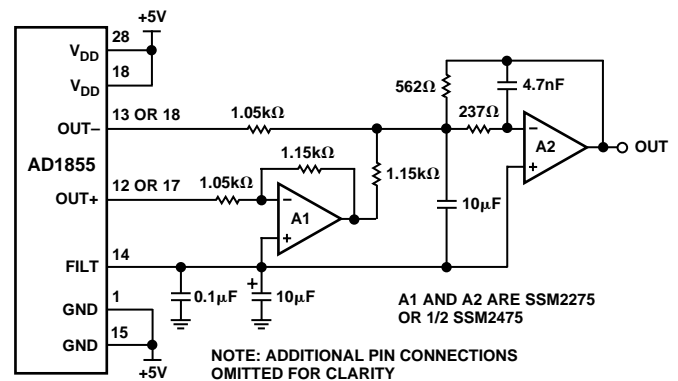 +5V
28
VDD
18
VDD
13 OR 18
OUT–
1.05kΩ
562Ω
4.7nF
237Ω
AD1855
A2
OUT
1.15kΩ
12 OR 17
OUT+
1.05kΩ
1.15kΩ
A1
10μF
14
FILT
0.1μF
10μF
A1 AND A2 ARE SSM2275
OR 1/2 SSM2475
1
GND
15
GND
+5V
NOTE: ADDITIONAL PIN CONNECTIONS
OMITTED FOR CLARITY